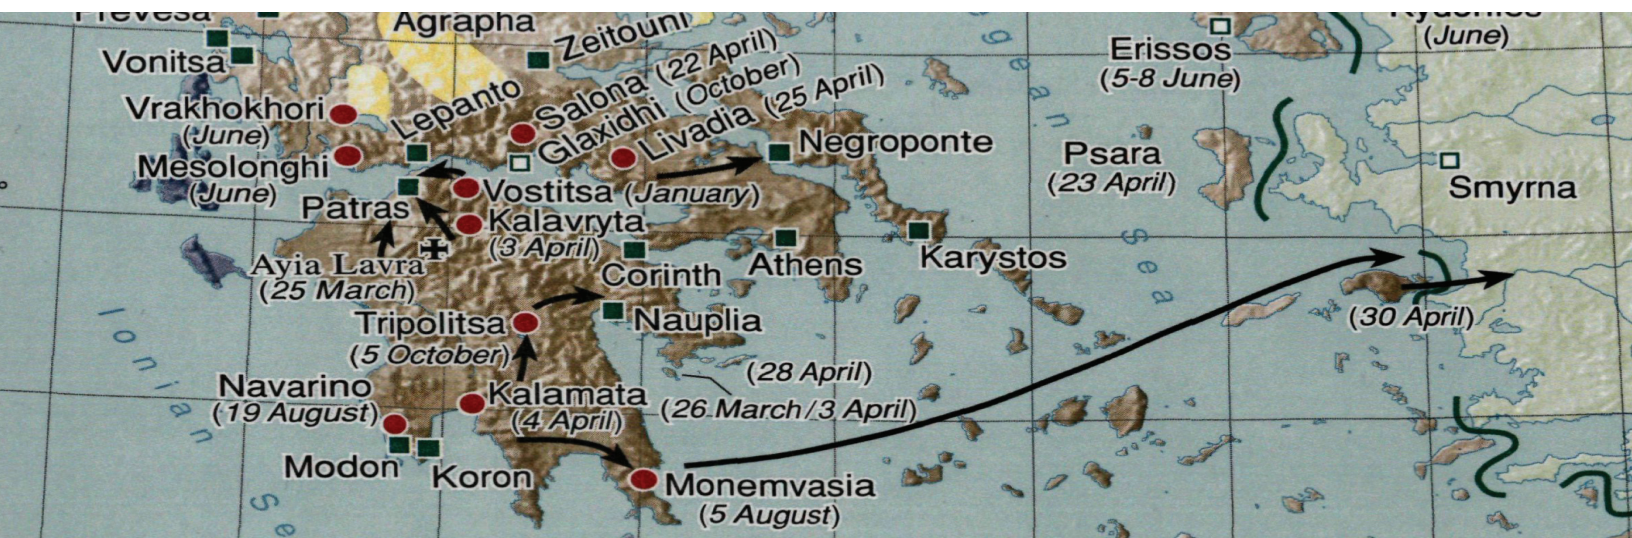 Prevesa
Agrapha
Zeitouni
Vonitsa
Erissos
(5-8 June)
(June)
Vrakhokhori
(June)
Lepanto
Salona (22 April)
Glaxidhi (October)
Livadia (25 April)
Negroponte
Mesolonghi
(June)
Psara
(23 April)
Smyrna
Vostitsa (January)
Patras
Kalavryta
(3 April)
Ayia Lavra
(25 March)
Corinth
Athens
Karystos
g e a n
S e a
Ionian
Se
Tripolitsa
(5 October)
Nauplia
(30 April)
(28 April)
(26 March/3 April)
Navarino
(19 August)
Kalamata
(4 April)
Modon
Koron
Monemvasia
(5 August)